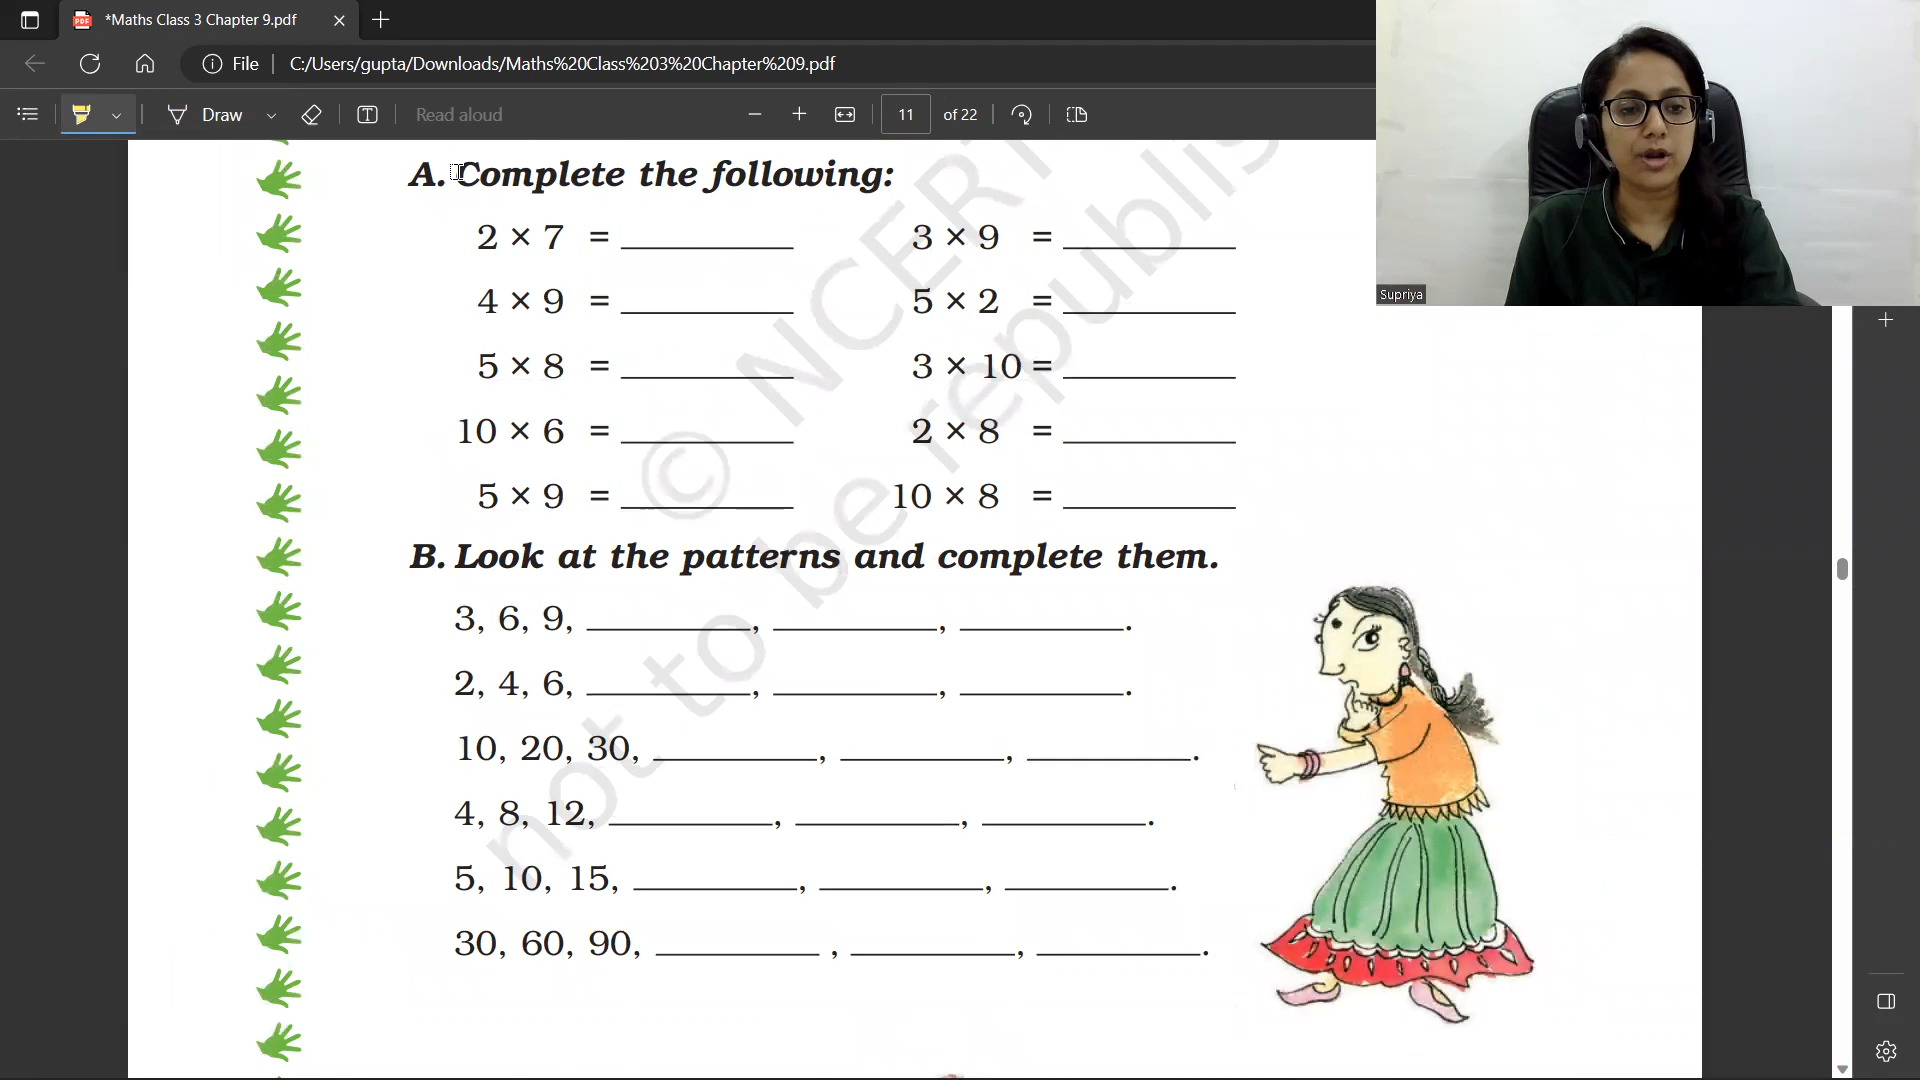 *Maths Class 3 Chapter 9.pdf
File C:/Users/gupta/Downloads/Maths%20Class%203%20Chapter%209.pdf
Draw Read aloud 11 of 22
Supriya
A. Complete the following:
2 × 7 = ________ 3 × 9 = ________
4 × 9 = ________ 5 × 2 = ________
5 × 8 = ________ 3 × 10 = ________
10 × 6 = ________ 2 × 8 = ________
5 × 9 = ________ 10 × 8 = ________
B. Look at the patterns and complete them.
3, 6, 9, ________, ________, ________.
2, 4, 6, ________, ________, ________.
10, 20, 30, ________, ________, ________.
4, 8, 12, ________, ________, ________.
5, 10, 15, ________, ________, ________.
30, 60, 90, ________ , ________, ________.
© NCERT
not to be republis